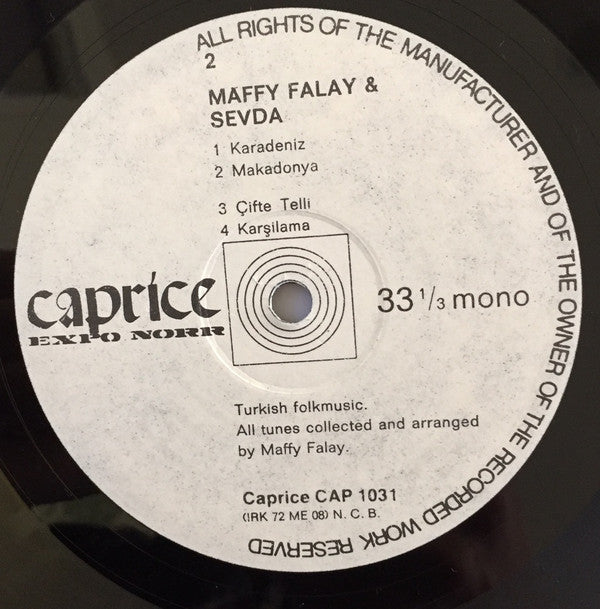 ALL RIGHTS OF THE MANUFACTURER AND OF THE OWNER OF THE RECORDED WORK RESERVED
2
MAFFY FALAY &
SEVDA
1 Karadeniz
2 Makadonya
3 Çifte Telli
4 Karşilama
caprice
EXPO NORR
33 1/3 mono
Turkish folkmusic.
All tunes collected and arranged
by Maffy Falay.
Caprice CAP 1031
(IRK 72 ME 08) N. C. B.